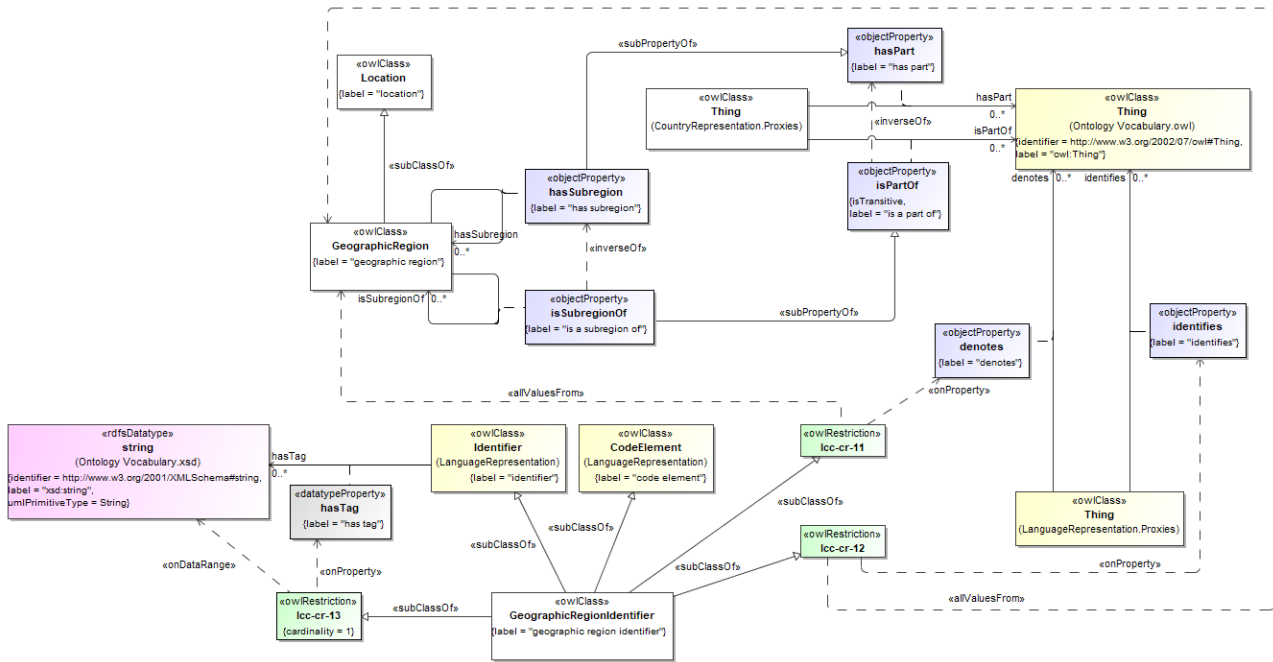 «objectProperty»
hasPart
{label = "has part"}
«subPropertyOf»
«owlClass»
Location
{label = "location"}
«owlClass»
Thing
(CountryRepresentation.Proxies)
hasPart
0..*
isPartOf
0..*
«inverseOf»
«owlClass»
Thing
(Ontology Vocabulary.owl)
{identifier = http://www.w3.org/2002/07/owl#Thing,
label = "owl:Thing"}
denotes
0..*
identifies
0..*
«subClassOf»
«objectProperty»
hasSubregion
{label = "has subregion"}
«objectProperty»
isPartOf
{isTransitive,
label = "is a part of"}
«owlClass»
GeographicRegion
{label = "geographic region"}
hasSubregion
0..*
«inverseOf»
isSubregionOf
0..*
«objectProperty»
isSubregionOf
{label = "is a subregion of"}
«subPropertyOf»
«objectProperty»
denotes
{label = "denotes"}
«objectProperty»
identifies
{label = "identifies"}
«allValuesFrom»
«onProperty»
«rdfsDatatype»
string
(Ontology Vocabulary.xsd)
{identifier = http://www.w3.org/2001/XMLSchema#string,
label = "xsd:string",
umlPrimitiveType = String}
hasTag
0..*
«owlClass»
Identifier
(LanguageRepresentation)
{label = "identifier"}
«owlClass»
CodeElement
(LanguageRepresentation)
{label = "code element"}
«owlRestriction»
lcc-cr-11
«datatypeProperty»
hasTag
{label = "has tag"}
«subClassOf»
«owlClass»
Thing
(LanguageRepresentation.Proxies)
«subClassOf»
«subClassOf»
«owlRestriction»
lcc-cr-12
«onDataRange»
«onProperty»
«subClassOf»
«onProperty»
«owlRestriction»
lcc-cr-13
{cardinality = 1}
«subClassOf»
«owlClass»
GeographicRegionIdentifier
{label = "geographic region identifier"}
«allValuesFrom»